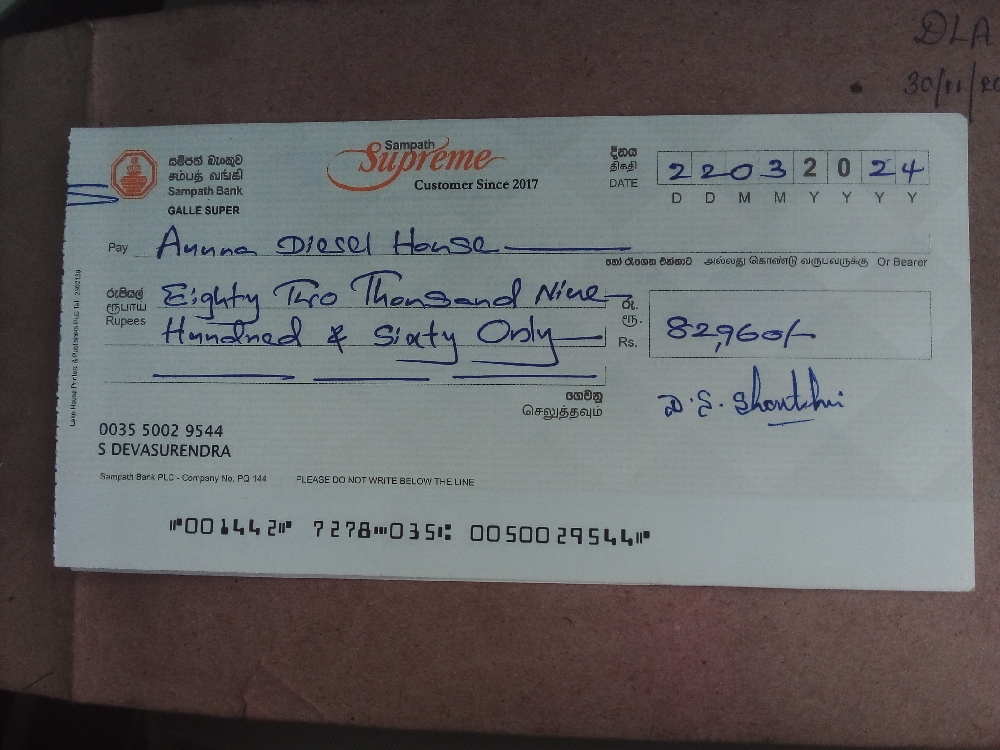 DLA
30/11/20
සම්පත් බැංකුව
சம்பத் வங்கி
Sampath Bank
GALLE SUPER
Sampath
Supreme
Customer Since 2017
දිනය
திகதி
DATE
22032024
D D M M Y Y Y Y
Pay Aruna Diesel House
හෝ රැගෙන එන්නාට அல்லது கொண்டு வருபவருக்கு Or Bearer
රුපියල්
ரூபாய்
Rupees
Eighty Two Thousand Nine
Hundred & Sixty Only
රු.
ரூ.
Rs. 82,960/-
ගෙවනු
செலுத்தவும்
D. S. Shanthi
0035 5002 9544
S DEVASURENDRA
Sampath Bank PLC - Company No. PQ 144 PLEASE DO NOT WRITE BELOW THE LINE
⑈001442⑈ 7278⑉035⑆ 0050029544⑈